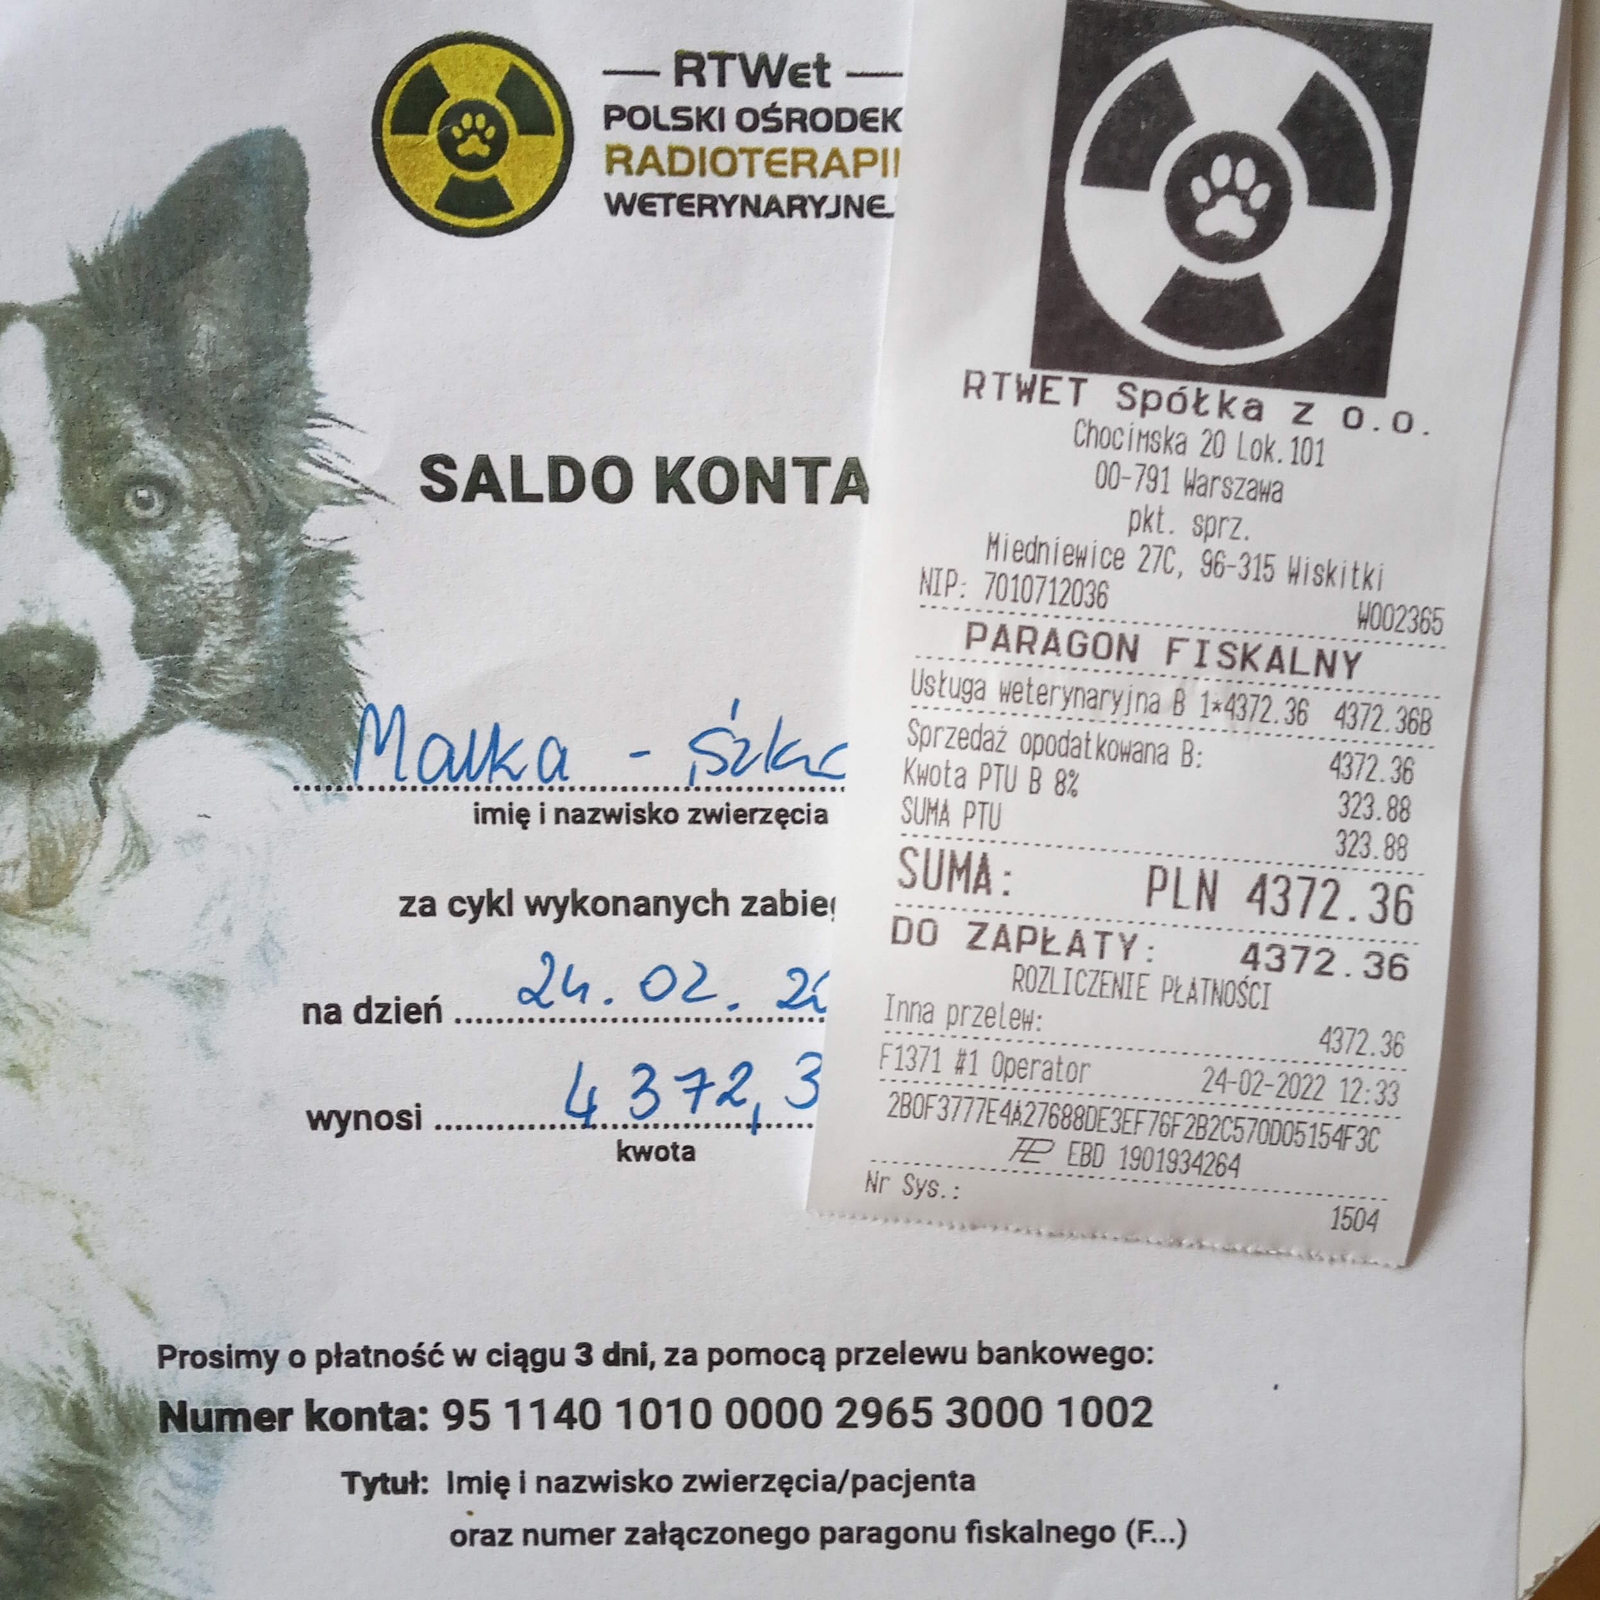 RTWet
POLSKI OŚRODEK
RADIOTERAPII
WETERYNARYJNE
SALDO KONTA
Malka -
imię i nazwisko zwierzęcia
za cykl wykonanych
na dzień 24.02.
wynosi 4372,3
kwota
Prosimy o płatność w ciągu 3 dni, za pomocą przelewu bankowego:
Numer konta: 95 1140 1010 0000 2965 3000 1002
Tytuł: Imię i nazwisko zwierzęcia/pacjenta
oraz numer załączonego paragonu fiskalnego (F...)
RTWET Spółka z o.o.
Chocimska 20 Lok.101
00-791 Warszawa
pkt. sprz.
Miedniewice 27C, 96-315 Wiskitki
NIP: 7010712036 W002365
PARAGON FISKALNY
Usługa weterynaryjna B 1*4372.36 4372.36B
Sprzedaż opodatkowana B: 4372.36
Kwota PTU B 8% 323.88
SUMA PTU 323.88
SUMA: PLN 4372.36
DO ZAPŁATY: 4372.36
ROZLICZENIE PŁATNOŚCI
Inna przelew: 4372.36
F1371 #1 Operator 24-02-2022 12:33
2B0F3777E4A27688DE3EF76F2B2C570D05154F3C
EBD 1901934264
Nr Sys.: 1504